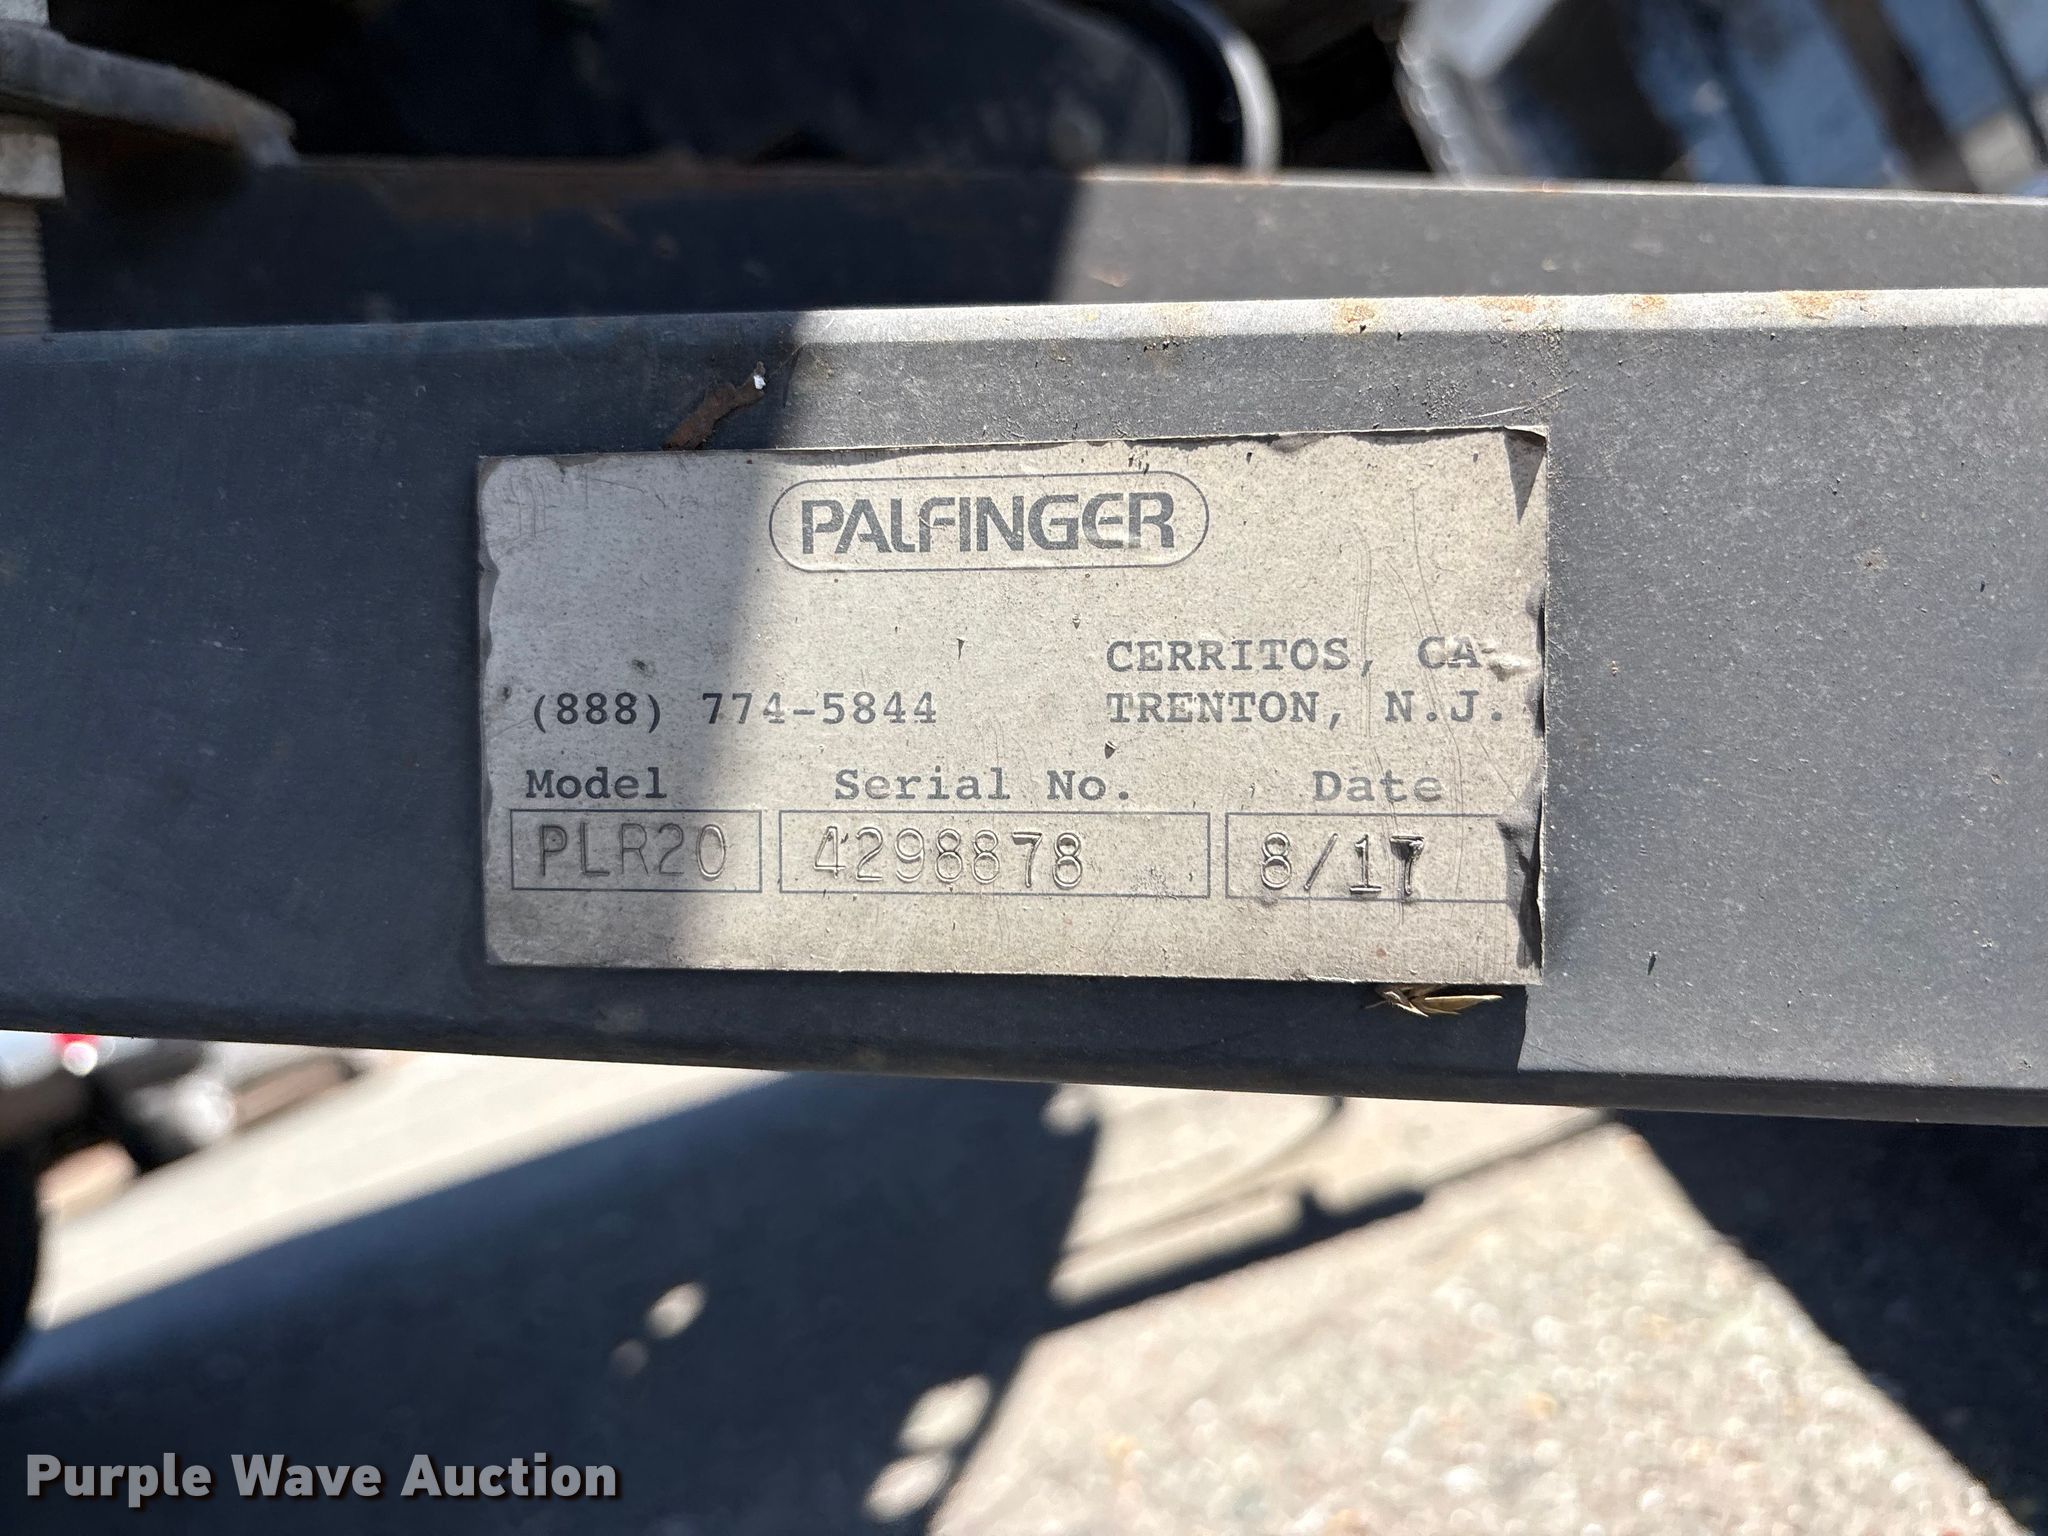 PALFINGER
CERRITOS, CA.
(888) 774-5844 TRENTON, N.J.
Model Serial No. Date
PLR20 4298878 8/17
Purple Wave Auction